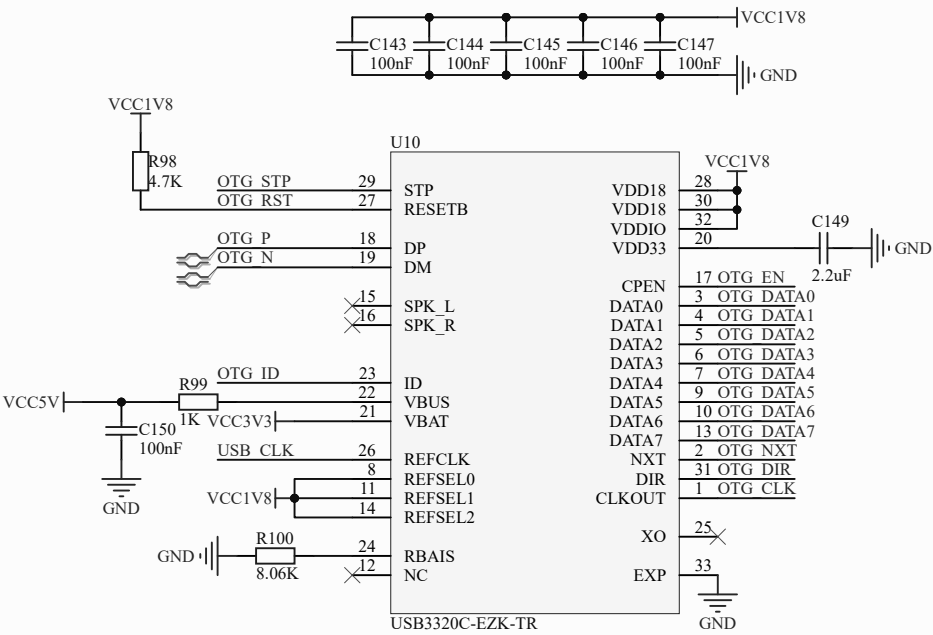 VCC1V8
C143
C144
C145
C146
C147
100nF
100nF
100nF
100nF
100nF
GND
VCC1V8
R98
4.7K
U10
VCC1V8
OTG_STP 29 STP
OTG_RST 27 RESETB
OTG_P 18 DP
OTG_N 19 DM
15 SPK_L
16 SPK_R
OTG_ID 23 ID
VCC5V R99 1K 22 VBUS
VCC3V3 21 VBAT
C150
100nF
GND
USB_CLK 26 REFCLK
8 REFSEL0
VCC1V8 11 REFSEL1
14 REFSEL2
GND R100 8.06K 24 RBAIS
12 NC
VDD18 28
VDD18 30
VDDIO 32
VDD33 20
C149
2.2uF
GND
CPEN 17 OTG_EN
DATA0 3 OTG_DATA0
DATA1 4 OTG_DATA1
DATA2 5 OTG_DATA2
DATA3 6 OTG_DATA3
DATA4 7 OTG_DATA4
DATA5 9 OTG_DATA5
DATA6 10 OTG_DATA6
DATA7 13 OTG_DATA7
NXT 2 OTG_NXT
DIR 31 OTG_DIR
CLKOUT 1 OTG_CLK
XO 25
EXP 33
GND
USB3320C-EZK-TR